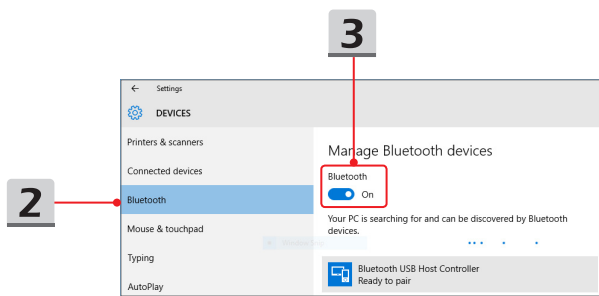 3
← Settings
DEVICES
Printers & scanners
Connected devices
Bluetooth
Mouse & touchpad
Typing
AutoPlay
2
Manage Bluetooth devices
Bluetooth
On
Your PC is searching for and can be discovered by Bluetooth
devices.
Bluetooth USB Host Controller
Ready to pair